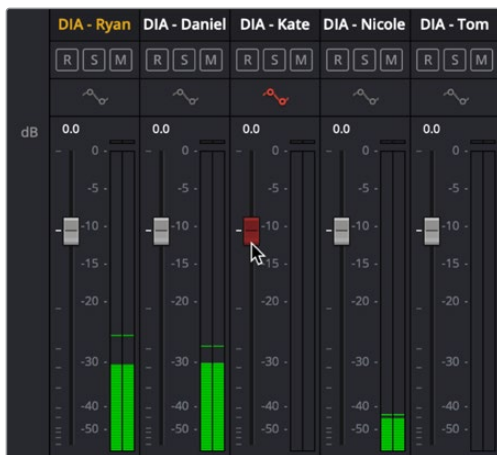 DIA - Ryan DIA - Daniel DIA - Kate DIA - Nicole DIA - Tom
R S M R S M R S M R S M R S M
dB 0.0 0.0 0.0 0.0 0.0
0 0 0 0 0
-5 -5 -5 -5 -5
-10 -10 -10 -10 -10
-15 -15 -15 -15 -15
-20 -20 -20 -20 -20
-30 -30 -30 -30 -30
-40 -40 -40 -40 -40
-50 -50 -50 -50 -50